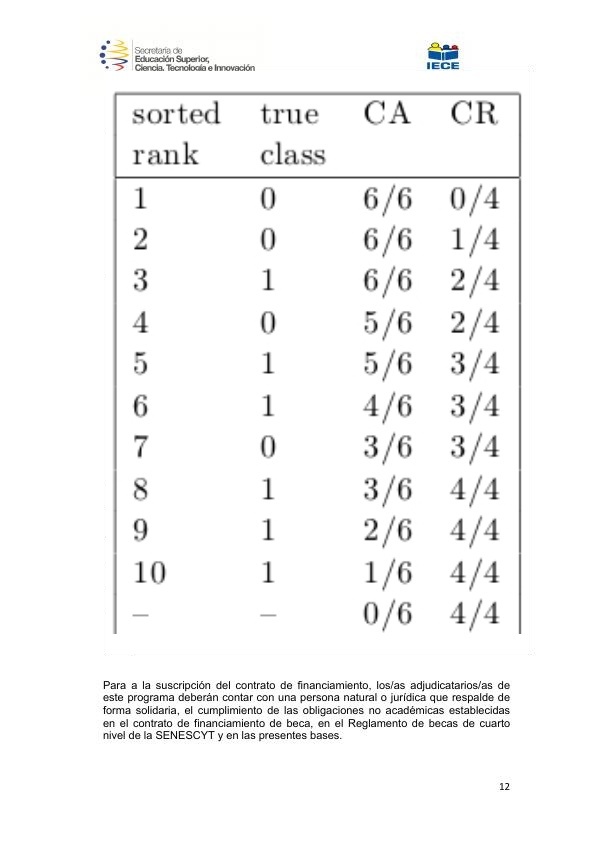 Secretaría de
Educación Superior,
Ciencia, Tecnología e Innovación
IECE
sorted true CA CR
rank class
1 0 6/6 0/4
2 0 6/6 1/4
3 1 6/6 2/4
4 0 5/6 2/4
5 1 5/6 3/4
6 1 4/6 3/4
7 0 3/6 3/4
8 1 3/6 4/4
9 1 2/6 4/4
10 1 1/6 4/4
– – 0/6 4/4
Para a la suscripción del contrato de financiamiento, los/as adjudicatarios/as de
este programa deberán contar con una persona natural o jurídica que respalde de
forma solidaria, el cumplimiento de las obligaciones no académicas establecidas
en el contrato de financiamiento de beca, en el Reglamento de becas de cuarto
nivel de la SENESCYT y en las presentes bases.
12